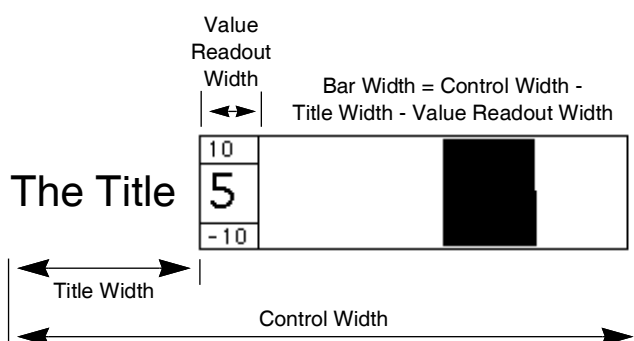 Value
Readout
Width
Bar Width = Control Width -
Title Width - Value Readout Width
10
The Title
5
-10
Title Width
Control Width